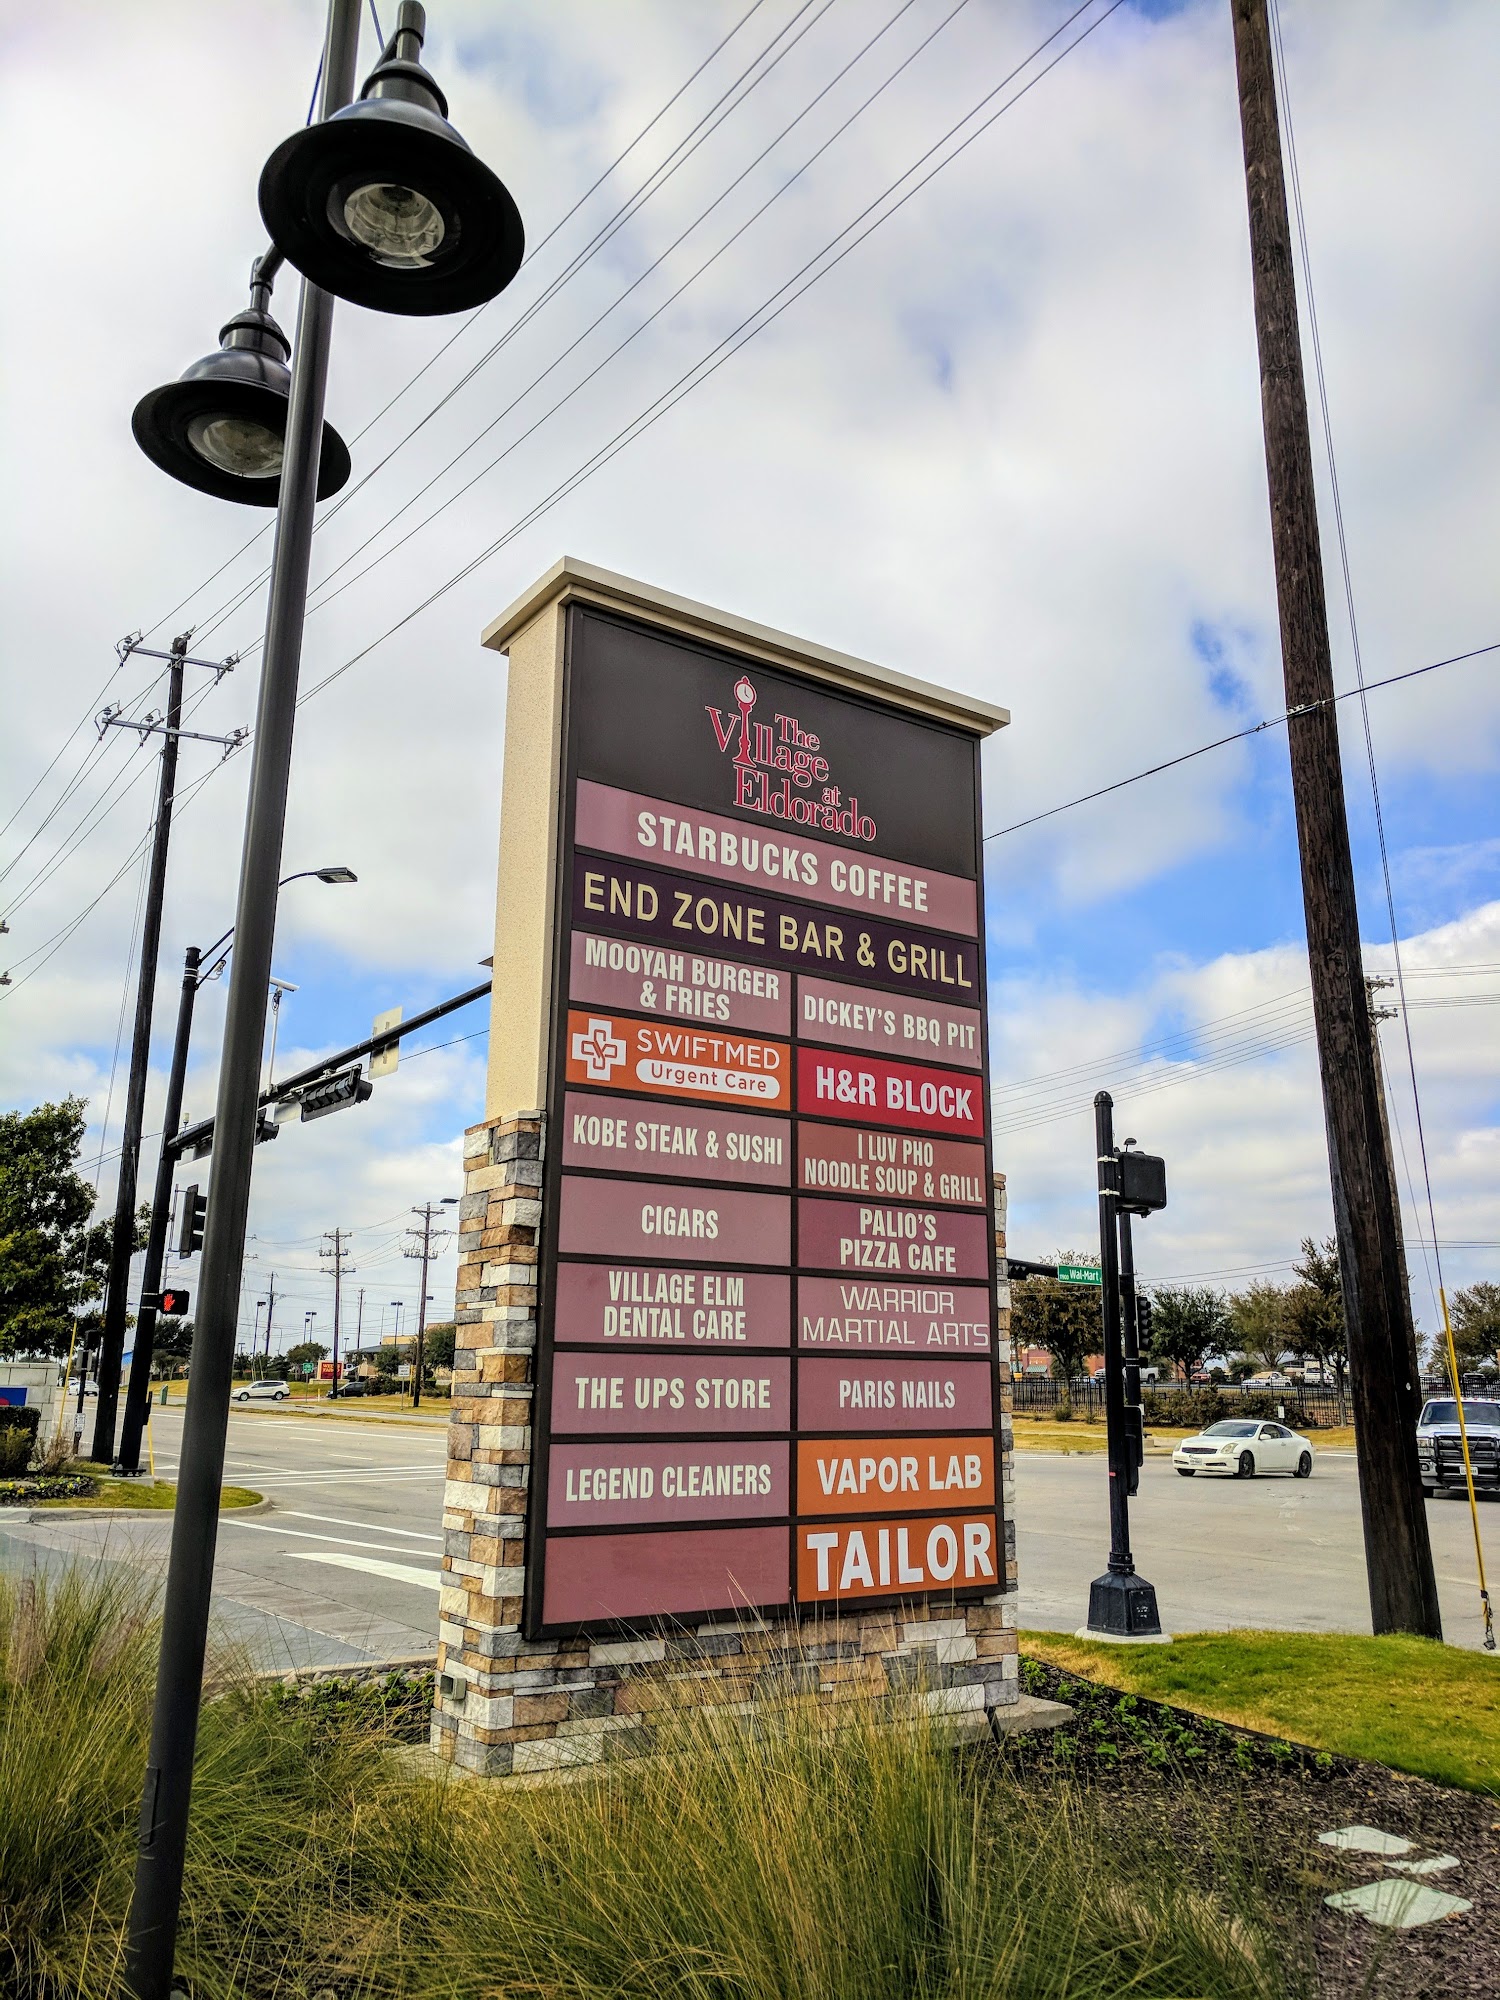 The
Village
at
Eldorado
STARBUCKS COFFEE
END ZONE BAR & GRILL
MOOYAH BURGER
& FRIES
DICKEY'S BBQ PIT
SWIFTMED
Urgent Care
H&R BLOCK
KOBE STEAK & SUSHI
I LUV PHO
NOODLE SOUP & GRILL
CIGARS
PALIO'S
PIZZA CAFE
VILLAGE ELM
DENTAL CARE
WARRIOR
MARTIAL ARTS
THE UPS STORE
PARIS NAILS
LEGEND CLEANERS
VAPOR LAB
TAILOR
Wal-Mart